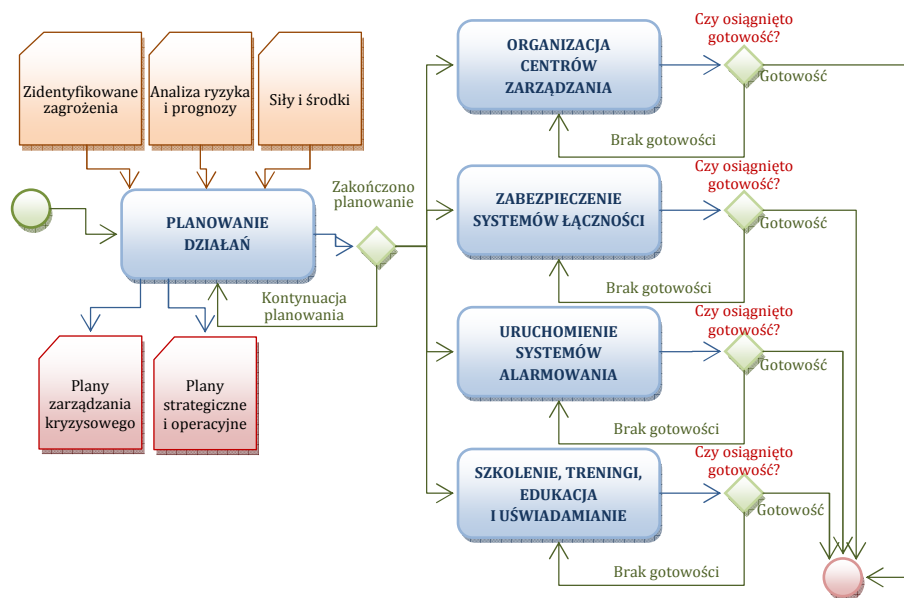 Zidentyfikowane
zagrożenia
Analiza ryzyka
i prognozy
Siły i środki
PLANOWANIE
DZIAŁAŃ
Zakończono
planowanie
Kontynuacja
planowania
Plany
zarządzania
kryzysowego
Plany
strategiczne
i operacyjne
ORGANIZACJA
CENTRÓW
ZARZĄDZANIA
Czy osiągnięto
gotowość?
Gotowość
Brak gotowości
ZABEZPIECZENIE
SYSTEMÓW ŁĄCZNOŚCI
Czy osiągnięto
gotowość?
Gotowość
Brak gotowości
URUCHOMIENIE
SYSTEMÓW
ALARMOWANIA
Czy osiągnięto
gotowość?
Gotowość
Brak gotowości
SZKOLENIE, TRENINGI,
EDUKACJA
I UŚWIADAMIANIE
Czy osiągnięto
gotowość?
Gotowość
Brak gotowości